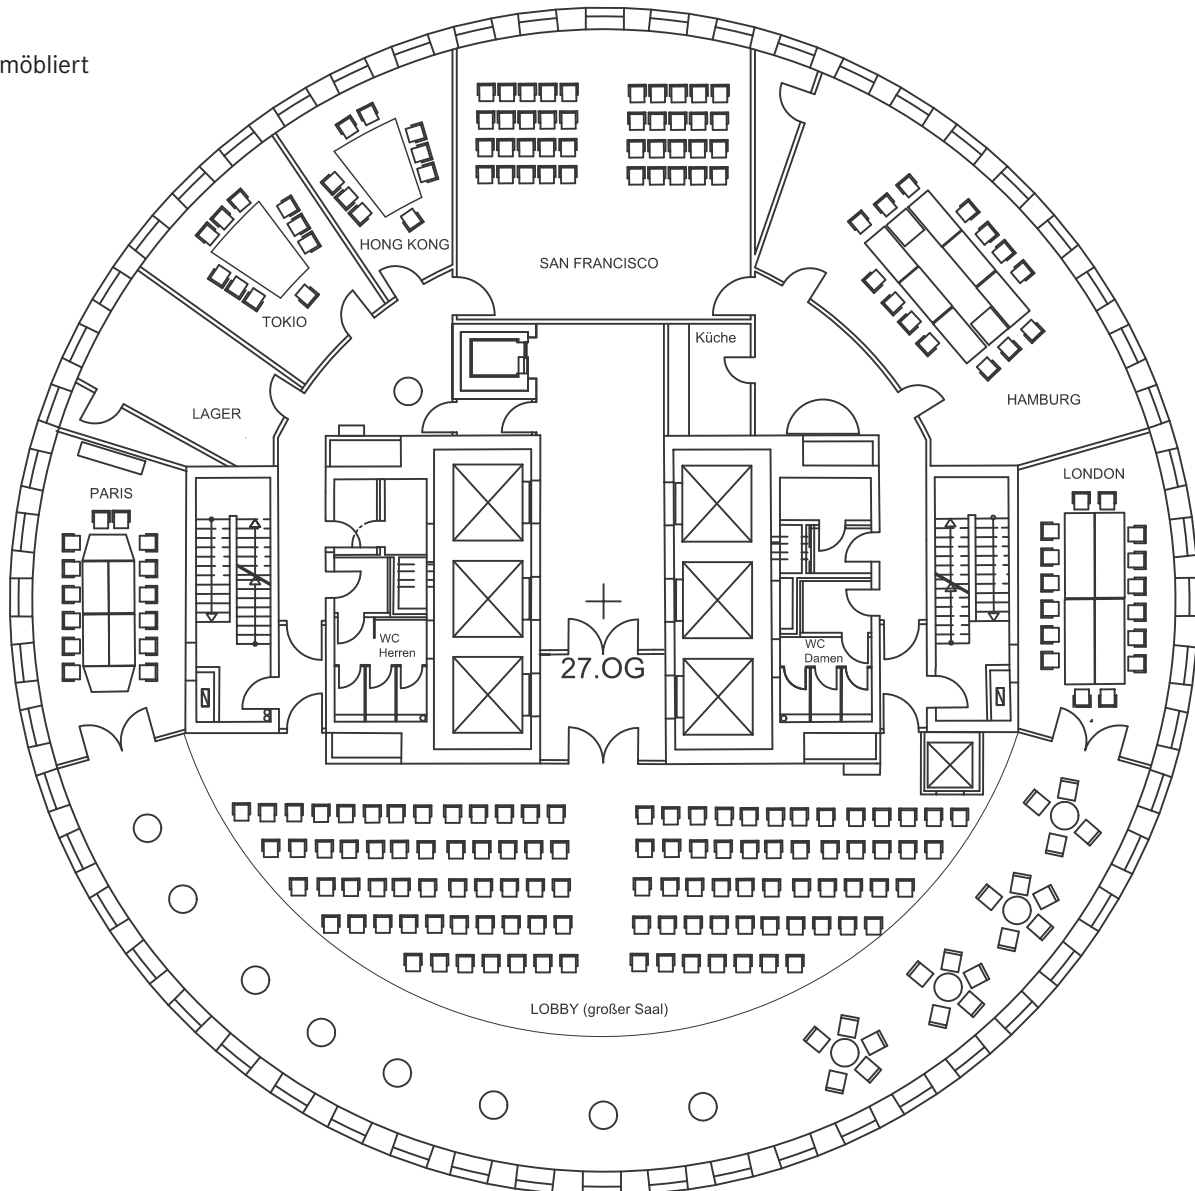 möbliert
HONG KONG
SAN FRANCISCO
TOKIO
Küche
LAGER
HAMBURG
PARIS
LONDON
WC
Herren
27.OG
WC
Damen
LOBBY (großer Saal)